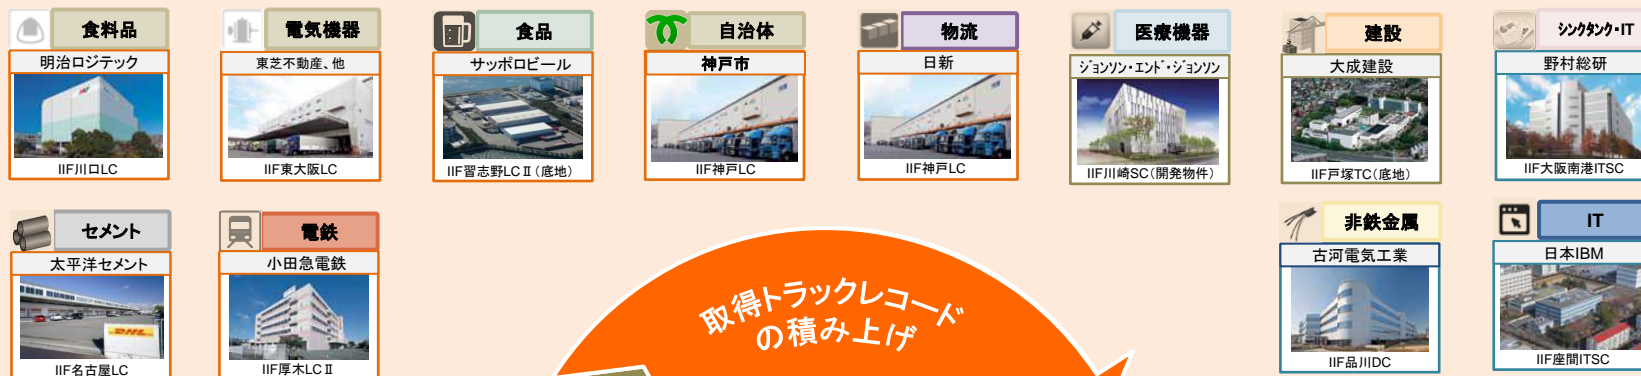 食料品
明治ロジテック
IIF川口LC
電気機器
東芝不動産、他
IIF東大阪LC
食品
サッポロビール
IIF習志野LCⅡ（底地）
自治体
神戸市
IIF神戸LC
物流
日新
IIF神戸LC
医療機器
ジョンソン・エンド・ジョンソン
IIF川崎SC（開発物件）
建設
大成建設
IIF戸塚TC（底地）
シンクタンク・IT
野村総研
IIF大阪南港ITSC
セメント
太平洋セメント
DHL
IIF名古屋LC
電鉄
小田急電鉄
IIF厚木LCⅡ
取得トラックレコード
の積み上げ
非鉄金属
古河電気工業
IIF品川DC
IT
日本IBM
IIF座間ITSC